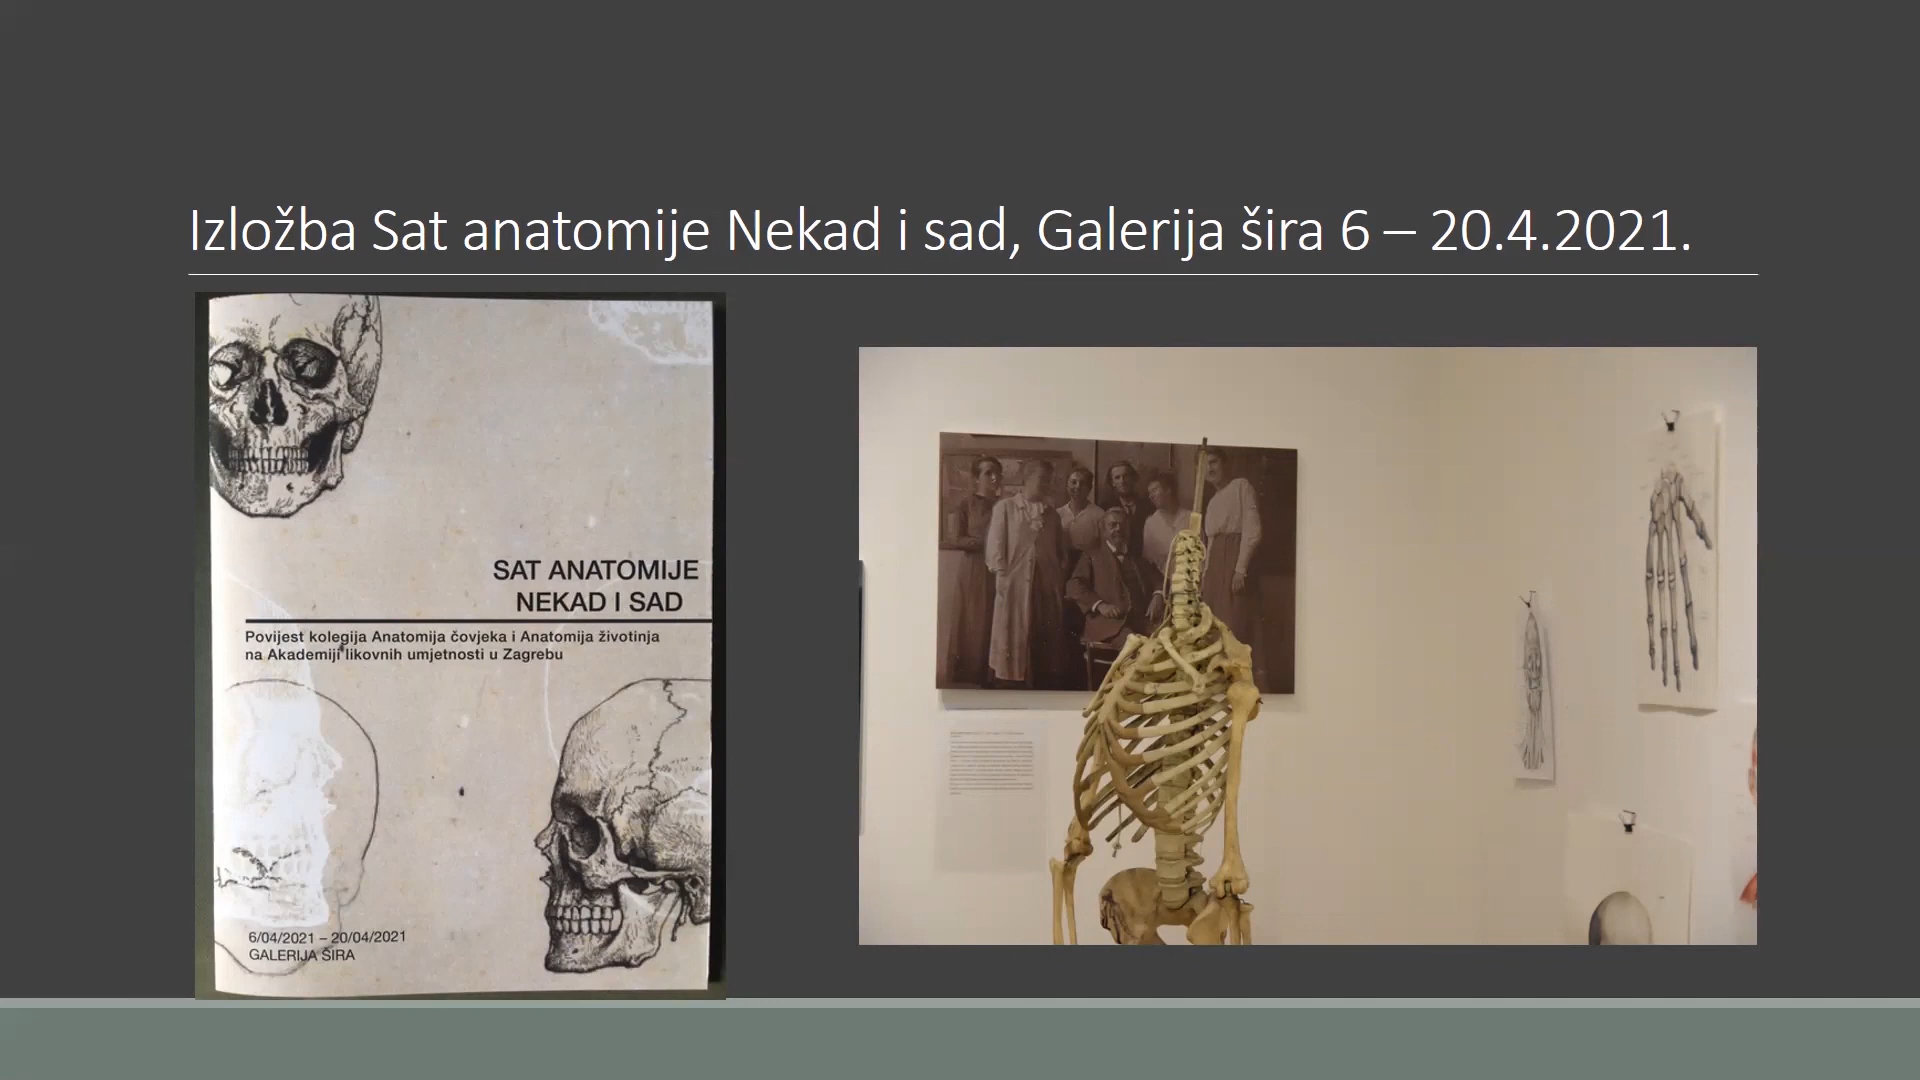 Izložba Sat anatomije Nekad i sad, Galerija šira 6 – 20.4.2021.
SAT ANATOMIJE
NEKAD I SAD
Povijest kolegija Anatomija čovjeka i Anatomija životinja
na Akademiji likovnih umjetnosti u Zagrebu
6/04/2021 – 20/04/2021
GALERIJA ŠIRA